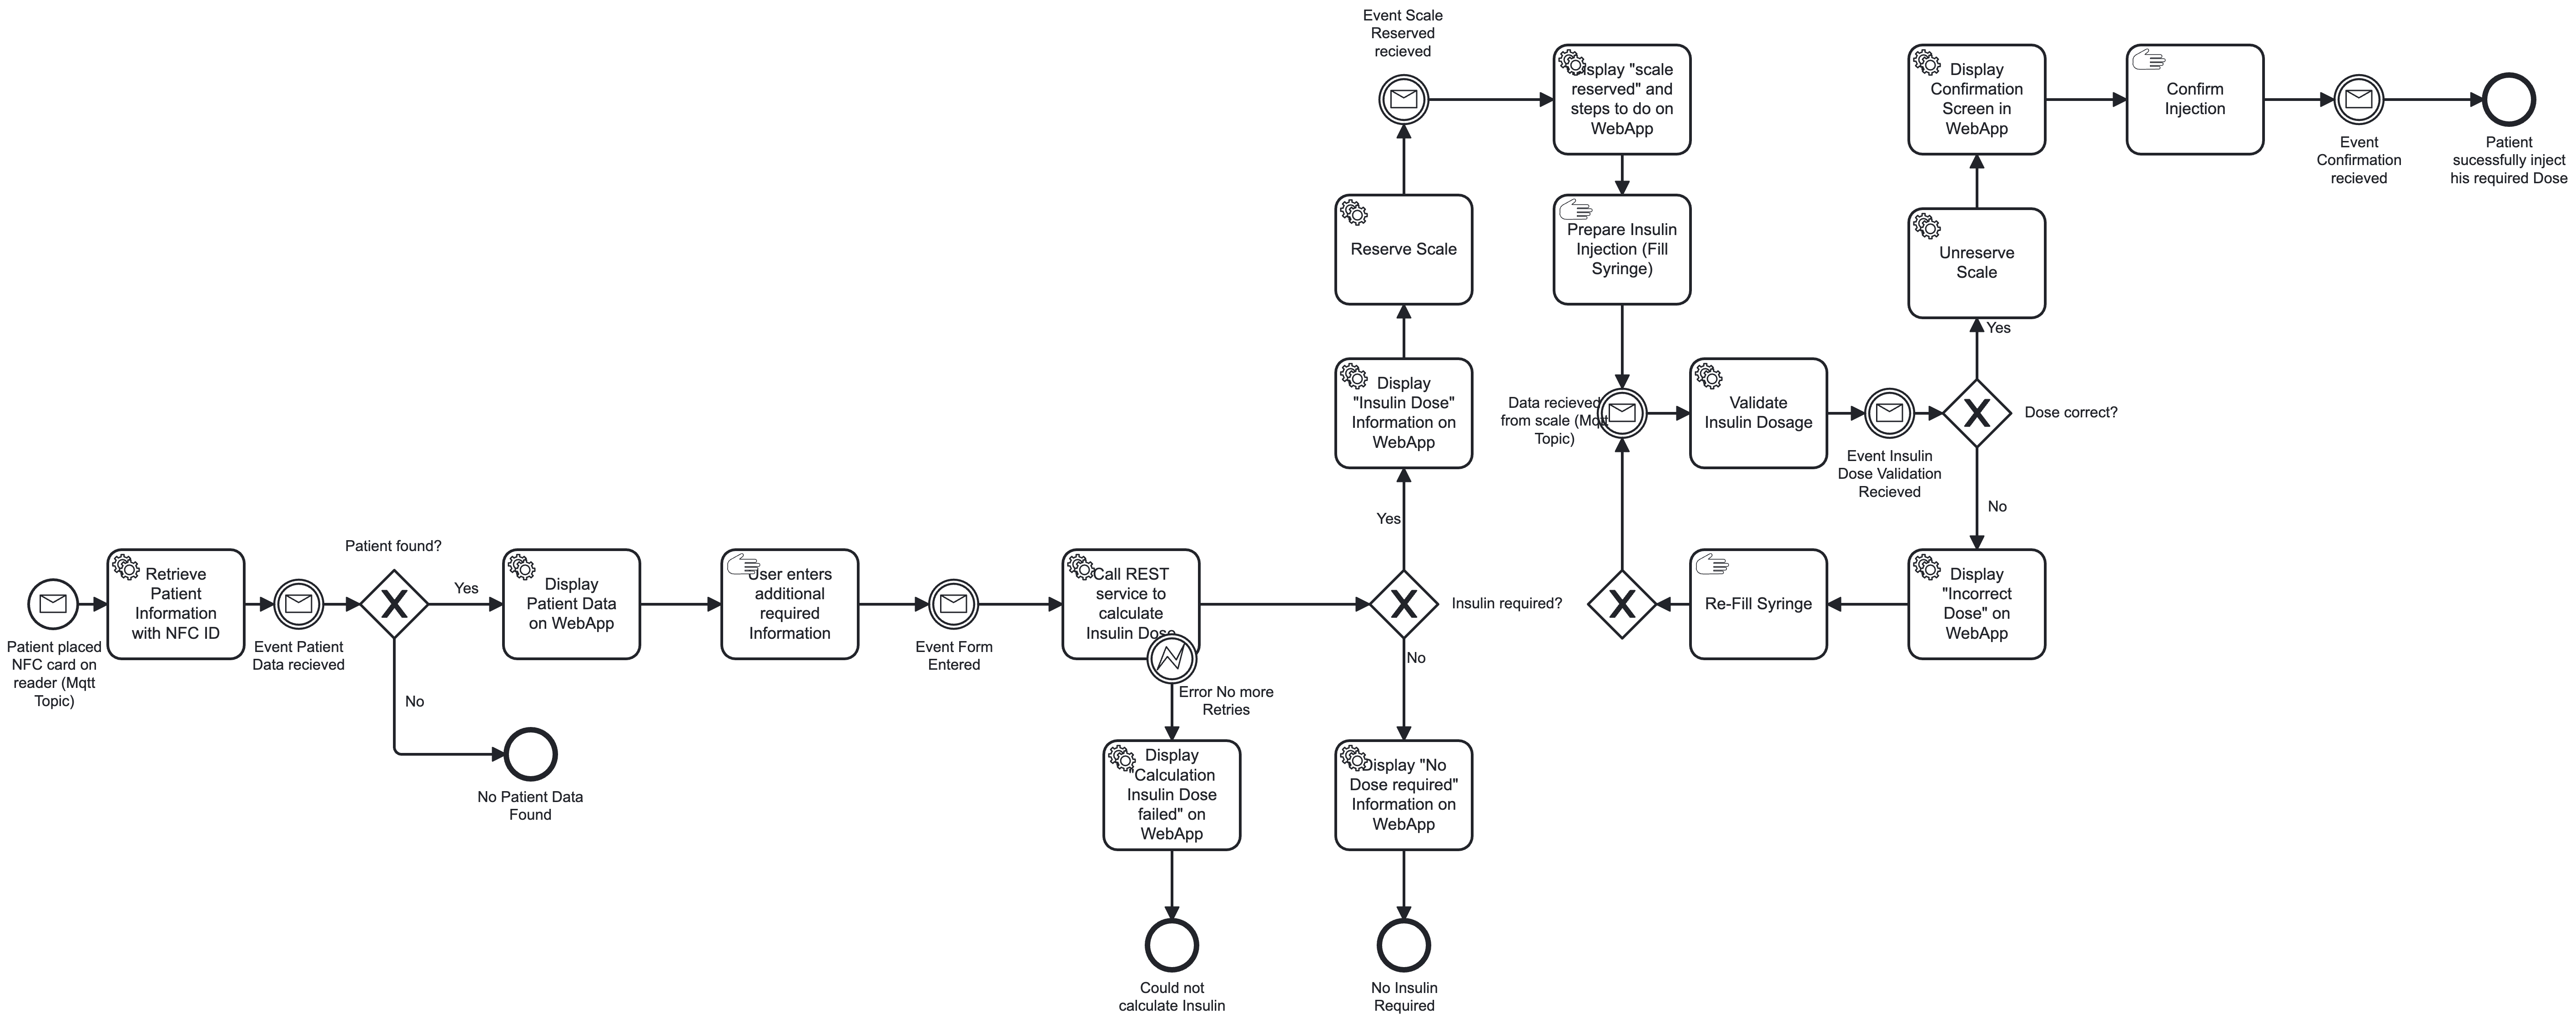 Event Scale
Reserved
recieved
Display "scale
reserved" and
steps to do on
WebApp
Display
Confirmation
Screen in
WebApp
Confirm
Injection
Event
Confirmation
recieved
Patient
sucessfully inject
his required Dose
Reserve Scale
Prepare Insulin
Injection (Fill
Syringe)
Unreserve
Scale
Yes
Display
"Insulin Dose"
Information on
WebApp
Data recieved
from scale (Mqtt
Topic)
Validate
Insulin Dosage
Event Insulin
Dose Validation
Recieved
Dose correct?
No
Yes
Patient placed
NFC card on
reader (Mqtt
Topic)
Retrieve
Patient
Information
with NFC ID
Event Patient
Data recieved
Patient found?
Yes
No
No Patient Data
Found
Display
Patient Data
on WebApp
User enters
additional
required
Information
Event Form
Entered
Call REST
service to
calculate
Insulin Dose
Error No more
Retries
Display
"Calculation
Insulin Dose
failed" on
WebApp
Could not
calculate Insulin
Insulin required?
No
Display "No
Dose required"
Information on
WebApp
No Insulin
Required
Re-Fill Syringe
Display
"Incorrect
Dose" on
WebApp